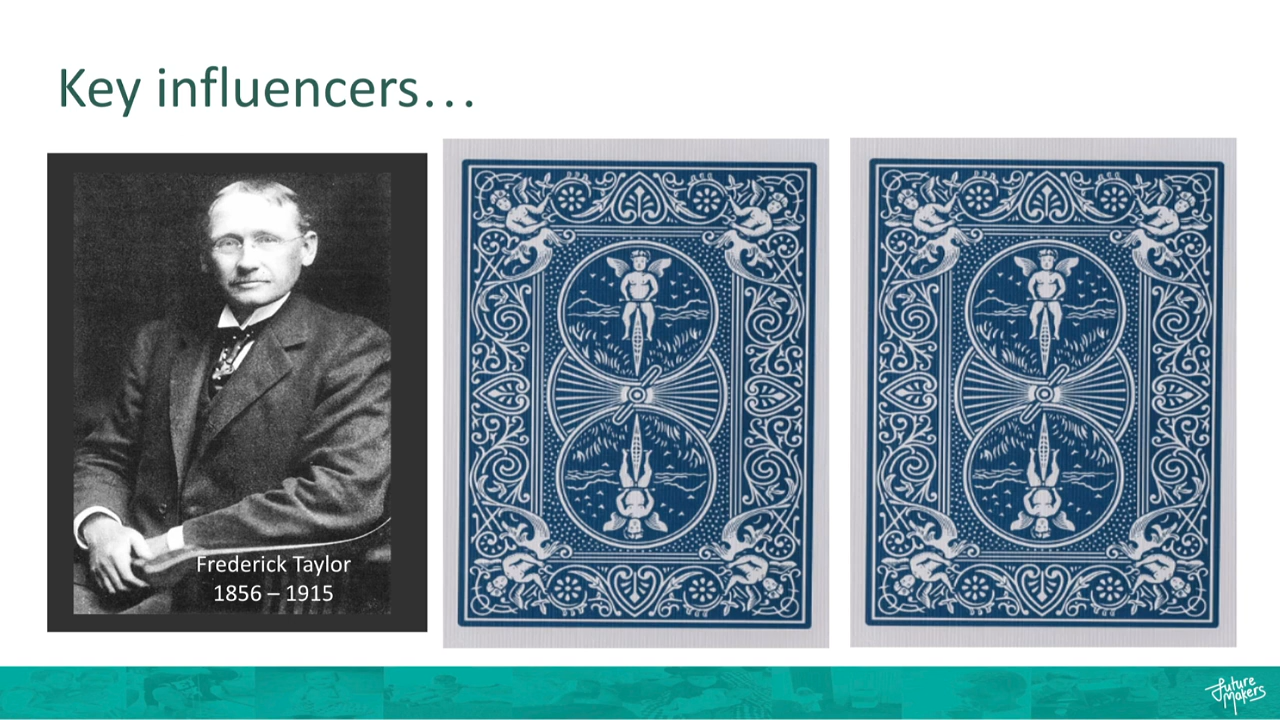 Key influencers…
Frederick Taylor
1856 – 1915
Future
Makers